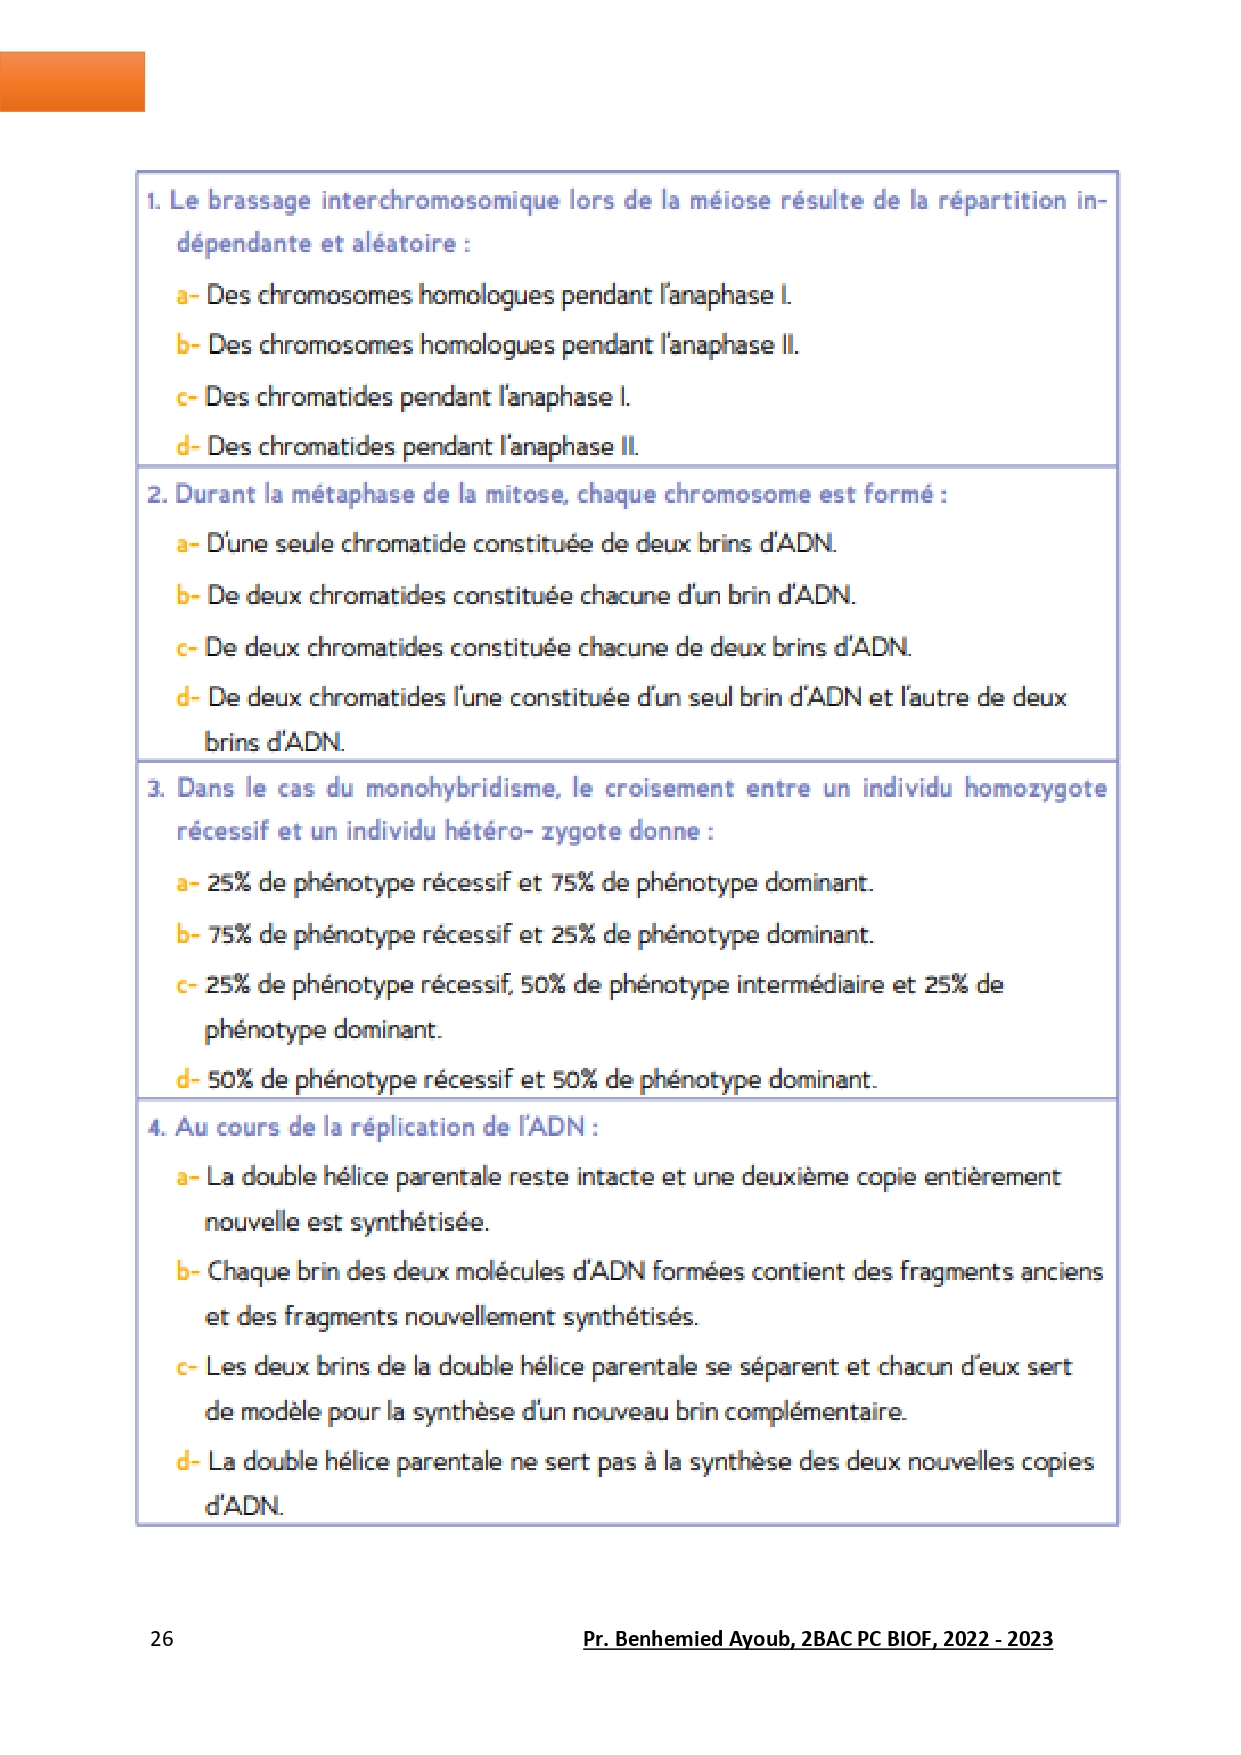 1. Le brassage interchromosomique lors de la méiose résulte de la répartition in-
dépendante et aléatoire :
a- Des chromosomes homologues pendant l'anaphase I.
b- Des chromosomes homologues pendant l'anaphase II.
c- Des chromatides pendant l'anaphase I.
d- Des chromatides pendant l'anaphase II.
2. Durant la métaphase de la mitose, chaque chromosome est formé :
a- D'une seule chromatide constituée de deux brins d'ADN.
b- De deux chromatides constituée chacune d'un brin d'ADN.
c- De deux chromatides constituée chacune de deux brins d'ADN.
d- De deux chromatides l'une constituée d'un seul brin d'ADN et l'autre de deux
brins d'ADN.
3. Dans le cas du monohybridisme, le croisement entre un individu homozygote
récessif et un individu hétéro- zygote donne :
a- 25% de phénotype récessif et 75% de phénotype dominant.
b- 75% de phénotype récessif et 25% de phénotype dominant.
c- 25% de phénotype récessif, 50% de phénotype intermédiaire et 25% de
phénotype dominant.
d- 50% de phénotype récessif et 50% de phénotype dominant.
4. Au cours de la réplication de l'ADN :
a- La double hélice parentale reste intacte et une deuxième copie entièrement
nouvelle est synthétisée.
b- Chaque brin des deux molécules d'ADN formées contient des fragments anciens
et des fragments nouvellement synthétisés.
c- Les deux brins de la double hélice parentale se séparent et chacun d'eux sert
de modèle pour la synthèse d'un nouveau brin complémentaire.
d- La double hélice parentale ne sert pas à la synthèse des deux nouvelles copies
d'ADN.
26
Pr. Benhemied Ayoub, 2BAC PC BIOF, 2022 - 2023